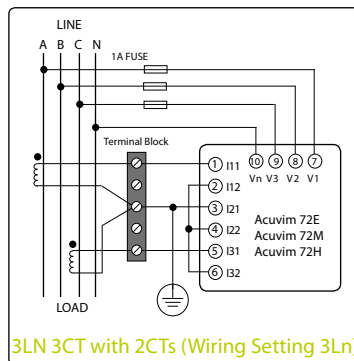 LINE
A B C N
1A FUSE
Terminal Block
10 9 8 7
Vn V3 V2 V1
1 I11
2 I12
3 I21
4 I22
5 I31
6 I32
Acuvim 72E
Acuvim 72M
Acuvim 72H
LOAD
3LN 3CT with 2CTs (Wiring Setting 3Ln)